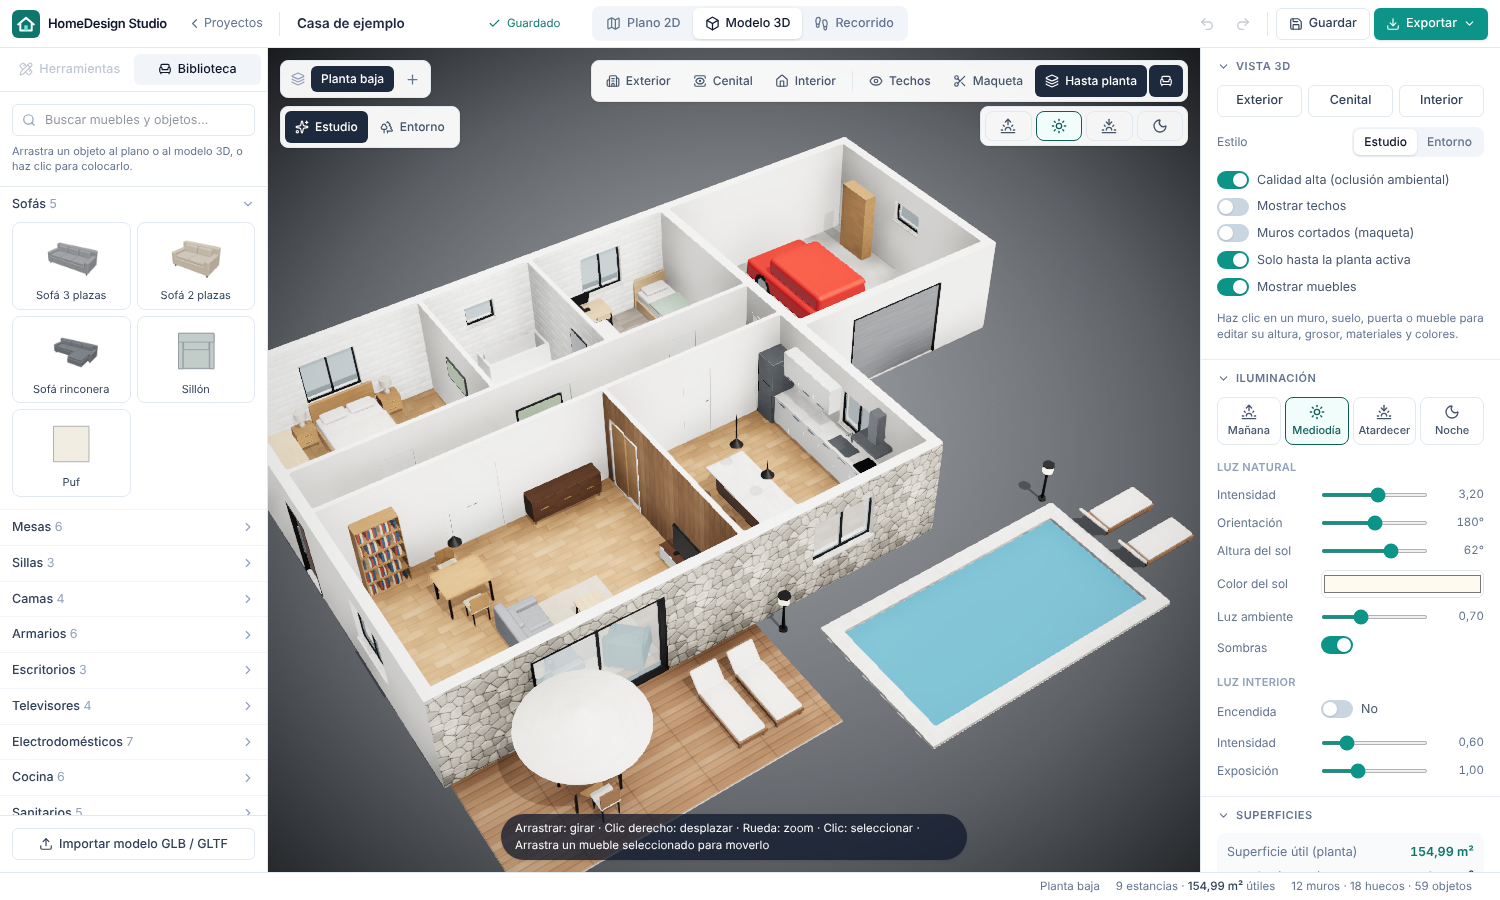 HomeDesign Studio
Proyectos
Casa de ejemplo
Guardado
Plano 2D
Modelo 3D
Recorrido
Guardar
Exportar
Herramientas
Biblioteca
Buscar muebles y objetos...
Arrastra un objeto al plano o al modelo 3D, o
haz clic para colocarlo.
Sofás 5
Sofá 3 plazas
Sofá 2 plazas
Sofá rinconera
Sillón
Puf
Mesas 6
Sillas 3
Camas 4
Armarios 6
Escritorios 3
Televisores 4
Electrodomésticos 7
Cocina 6
Sanitarios 5
Importar modelo GLB / GLTF
Planta baja
Estudio
Entorno
Exterior
Cenital
Interior
Techos
Maqueta
Hasta planta
Arrastrar: girar · Clic derecho: desplazar · Rueda: zoom · Clic: seleccionar ·
Arrastra un mueble seleccionado para moverlo
VISTA 3D
Exterior
Cenital
Interior
Estilo
Estudio
Entorno
Calidad alta (oclusión ambiental)
Mostrar techos
Muros cortados (maqueta)
Solo hasta la planta activa
Mostrar muebles
Haz clic en un muro, suelo, puerta o mueble para
editar su altura, grosor, materiales y colores.
ILUMINACIÓN
Mañana
Mediodía
Atardecer
Noche
LUZ NATURAL
Intensidad 3,20
Orientación 180°
Altura del sol 62°
Color del sol
Luz ambiente 0,70
Sombras
LUZ INTERIOR
Encendida No
Intensidad 0,60
Exposición 1,00
SUPERFICIES
Superficie útil (planta) 154,99 m²
Planta baja 9 estancias · 154,99 m² útiles 12 muros · 18 huecos · 59 objetos